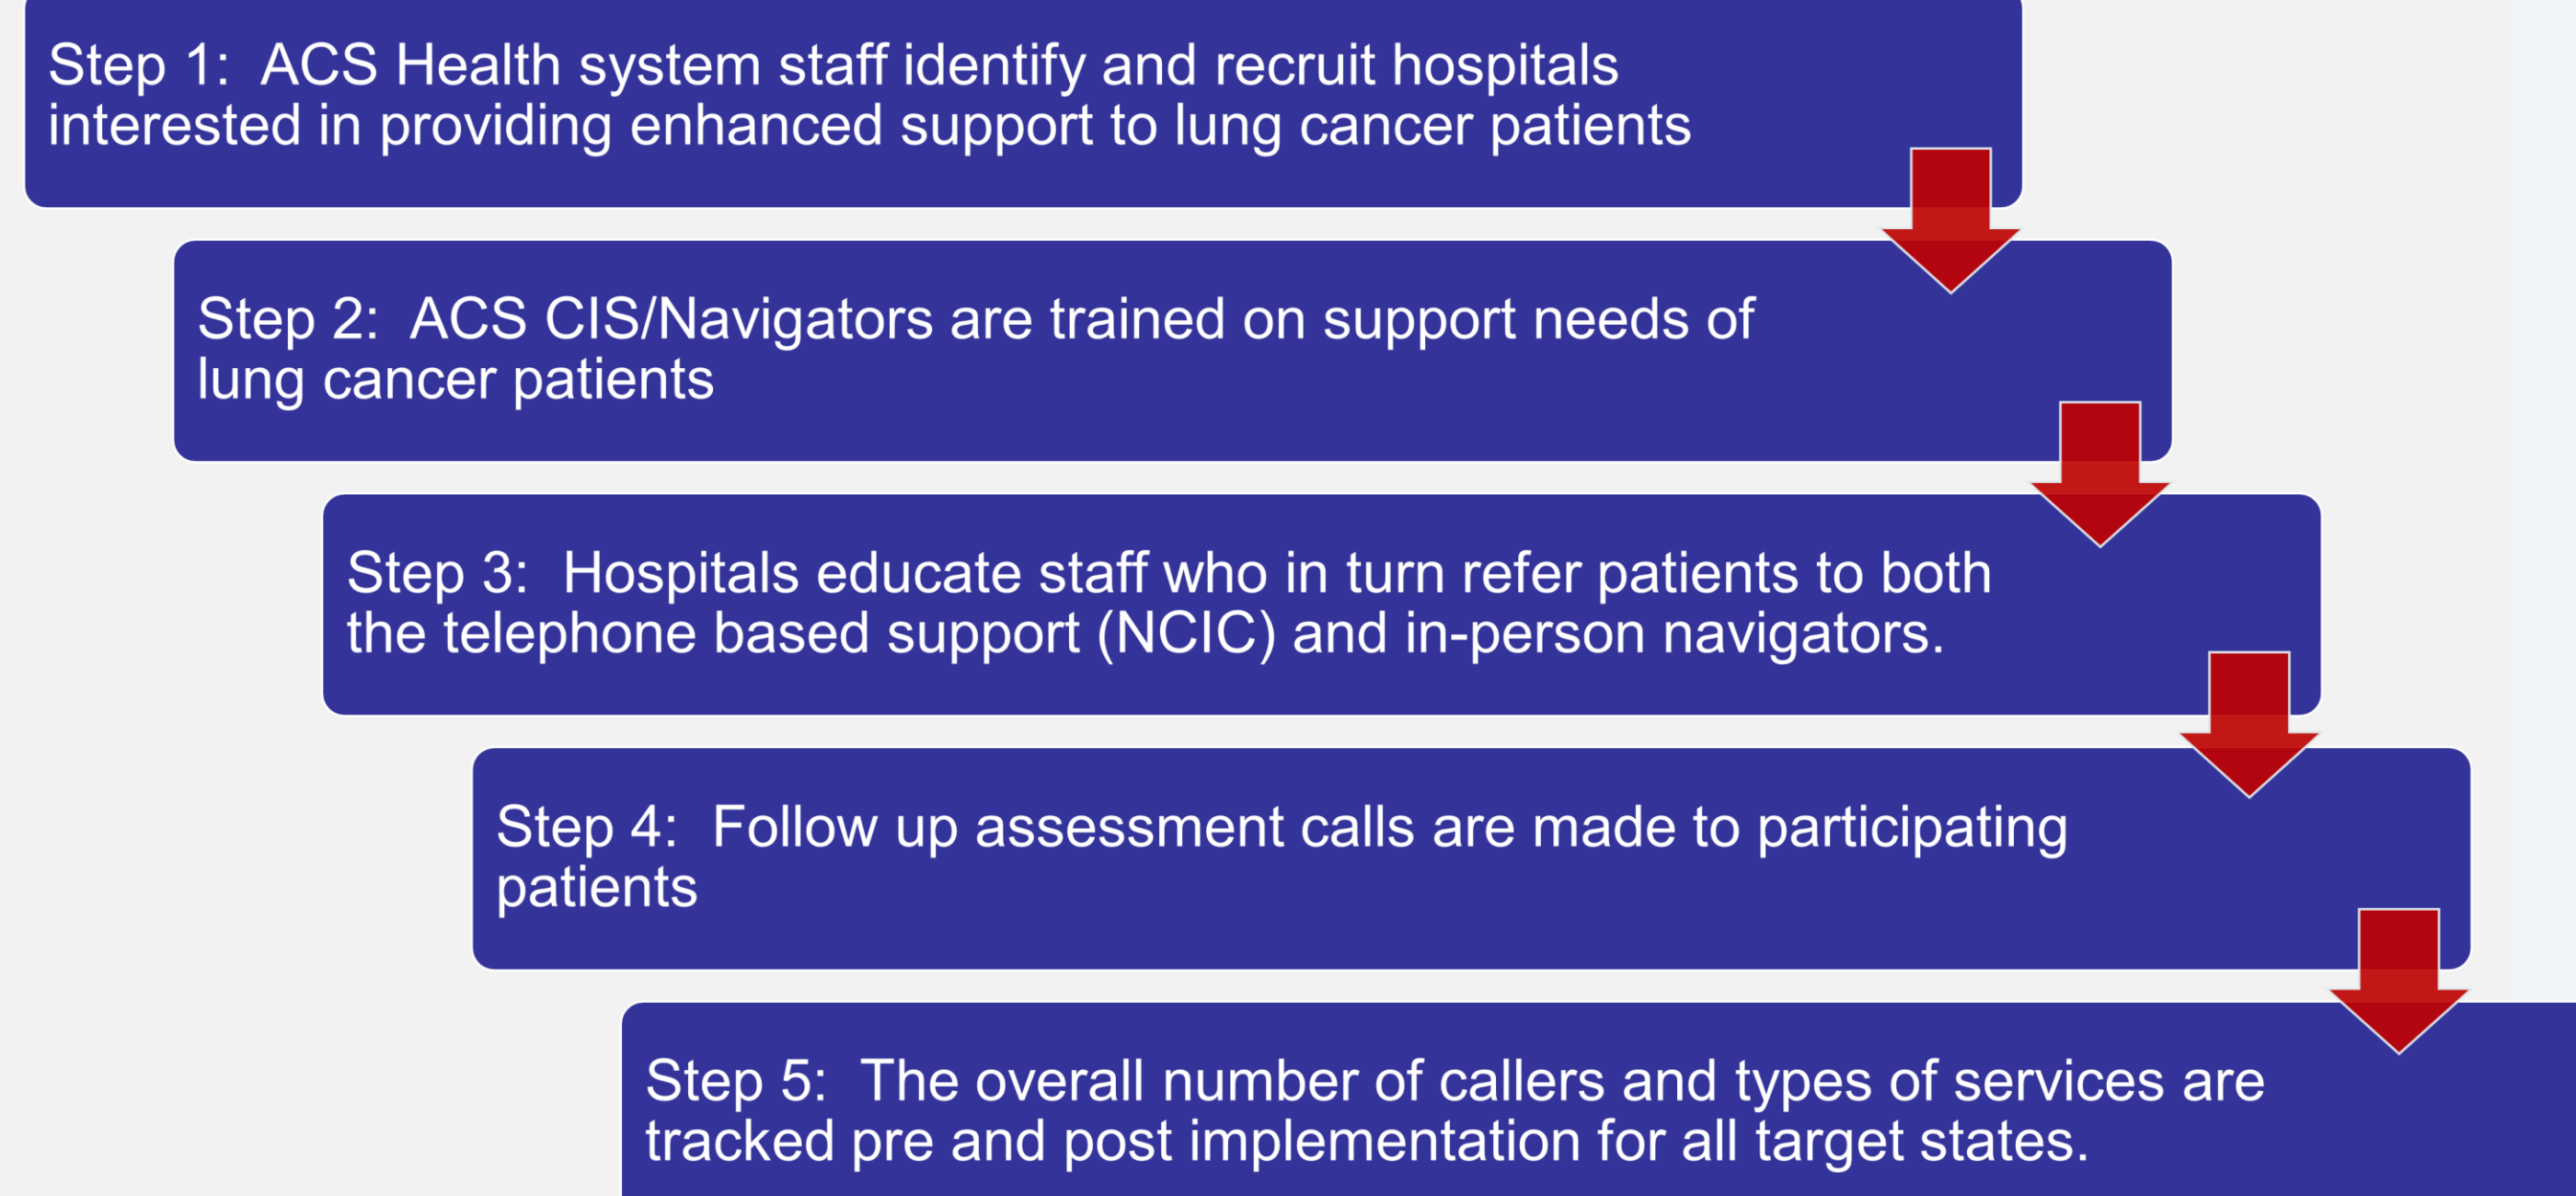 Step 1:  ACS Health system staff identify and recruit hospitals
interested in providing enhanced support to lung cancer patients
Step 2:  ACS CIS/Navigators are trained on support needs of
lung cancer patients
Step 3:  Hospitals educate staff who in turn refer patients to both
the telephone based support (NCIC) and in-person navigators.
Step 4:  Follow up assessment calls are made to participating
patients
Step 5:  The overall number of callers and types of services are
tracked pre and post implementation for all target states.